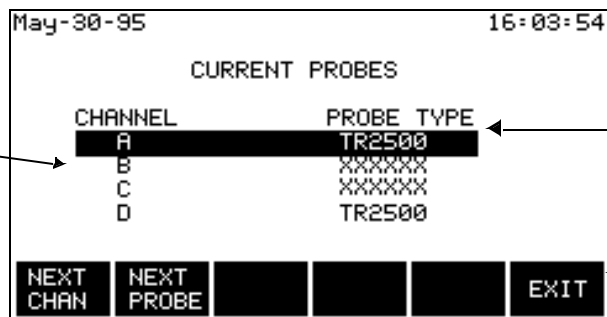 May-30-95 16:03:54
CURRENT PROBES
CHANNEL PROBE TYPE
A TR2500
B XXXXXX
C XXXXXX
D TR2500
NEXT CHAN NEXT PROBE EXIT